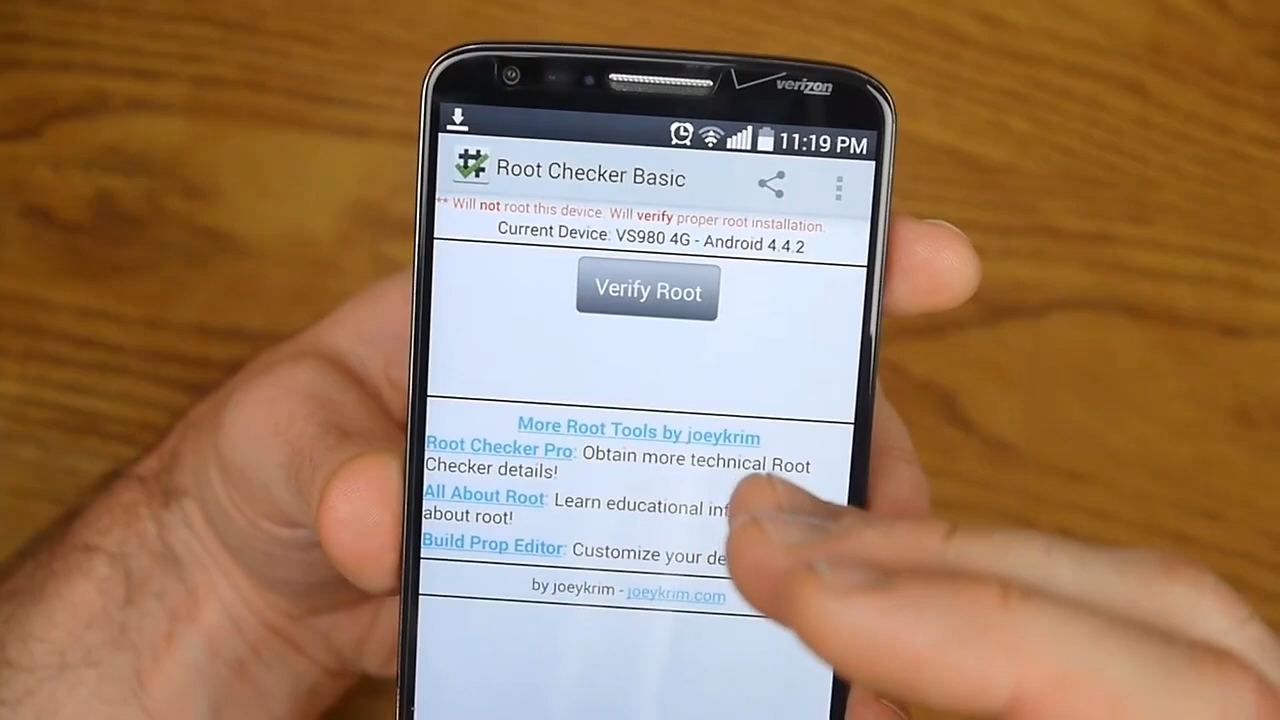 verizon
11:19 PM
Root Checker Basic
** Will not root this device. Will verify proper root installation.
Current Device: VS980 4G - Android 4.4.2
Verify Root
More Root Tools by joeykrim
Root Checker Pro: Obtain more technical Root
Checker details!
All About Root: Learn educational
about root!
Build Prop Editor: Customize your
by joeykrim - joeykrim.com